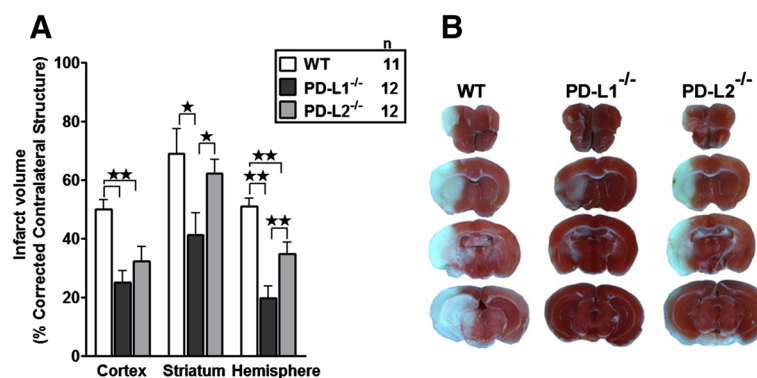 A
B
n
WT 11
PD-L1-/- 12
PD-L2-/- 12
Infarct volume
(% Corrected Contralateral Structure)
100
80
60
40
20
0
★
★
★★
★★
★★
★★
Cortex Striatum Hemisphere
WT PD-L1-/- PD-L2-/-